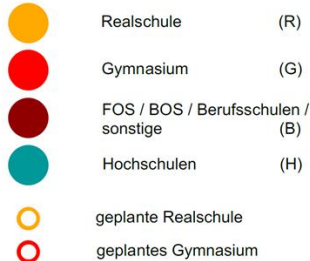 Realschule (R)
Gymnasium (G)
FOS / BOS / Berufsschulen /
sonstige (B)
Hochschulen (H)
geplante Realschule
geplantes Gymnasium